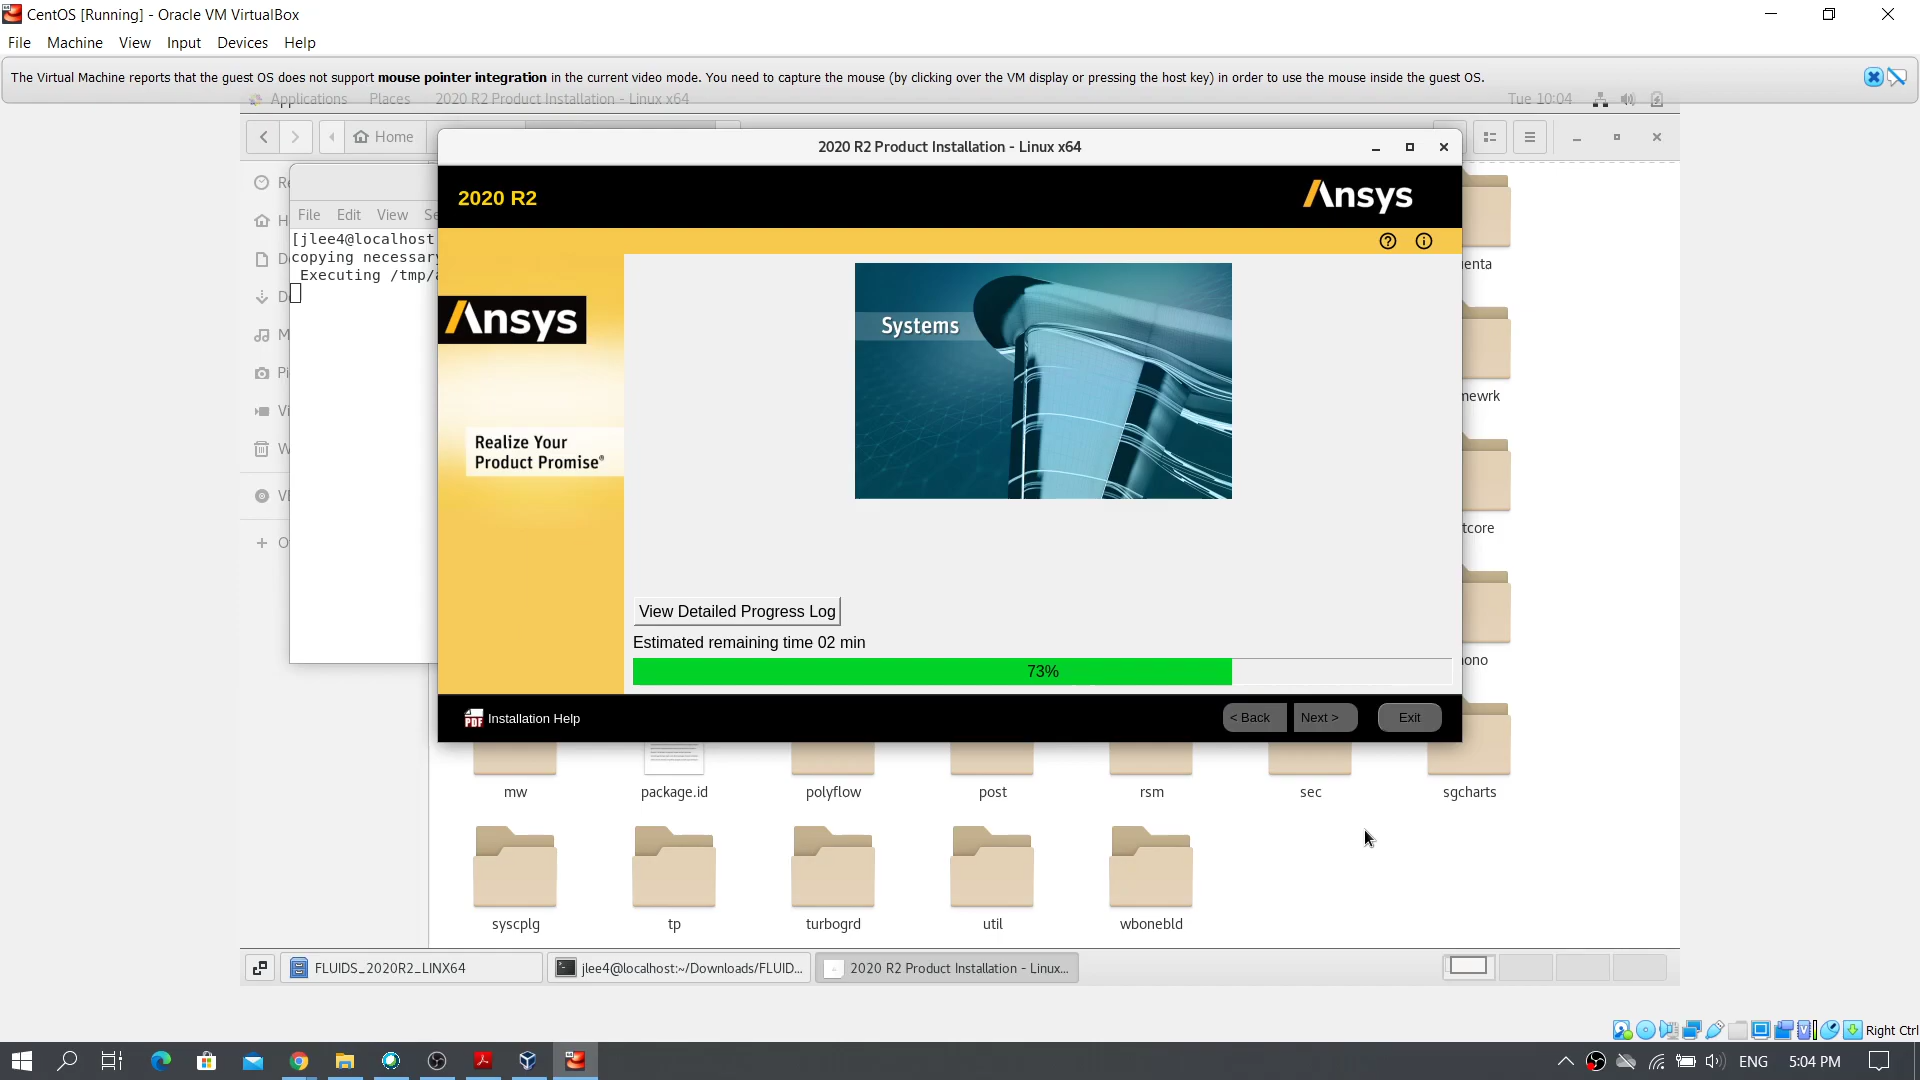 CentOS [Running] - Oracle VM VirtualBox
File Machine View Input Devices Help
The Virtual Machine reports that the guest OS does not support mouse pointer integration in the current video mode. You need to capture the mouse (by clicking over the VM display or pressing the host key) in order to use the mouse inside the guest OS.
Applications Places 2020 R2 Product Installation - Linux x64 Tue 10:04
Home
2020 R2 Product Installation - Linux x64
2020 R2
Ansys
File Edit View Se
[jlee4@localhost
copying necessary
Executing /tmp/a
Ansys
Realize Your
Product Promise®
Systems
View Detailed Progress Log
Estimated remaining time 02 min
73%
PDF Installation Help
< Back Next > Exit
enta
mewrk
tcore
ono
mw package.id polyflow post rsm sec sgcharts
syscplg tp turbogrd util wbonebld
FLUIDS_2020R2_LINX64
jlee4@localhost:~/Downloads/FLUID...
2020 R2 Product Installation - Linux...
Right Ctrl
ENG 5:04 PM